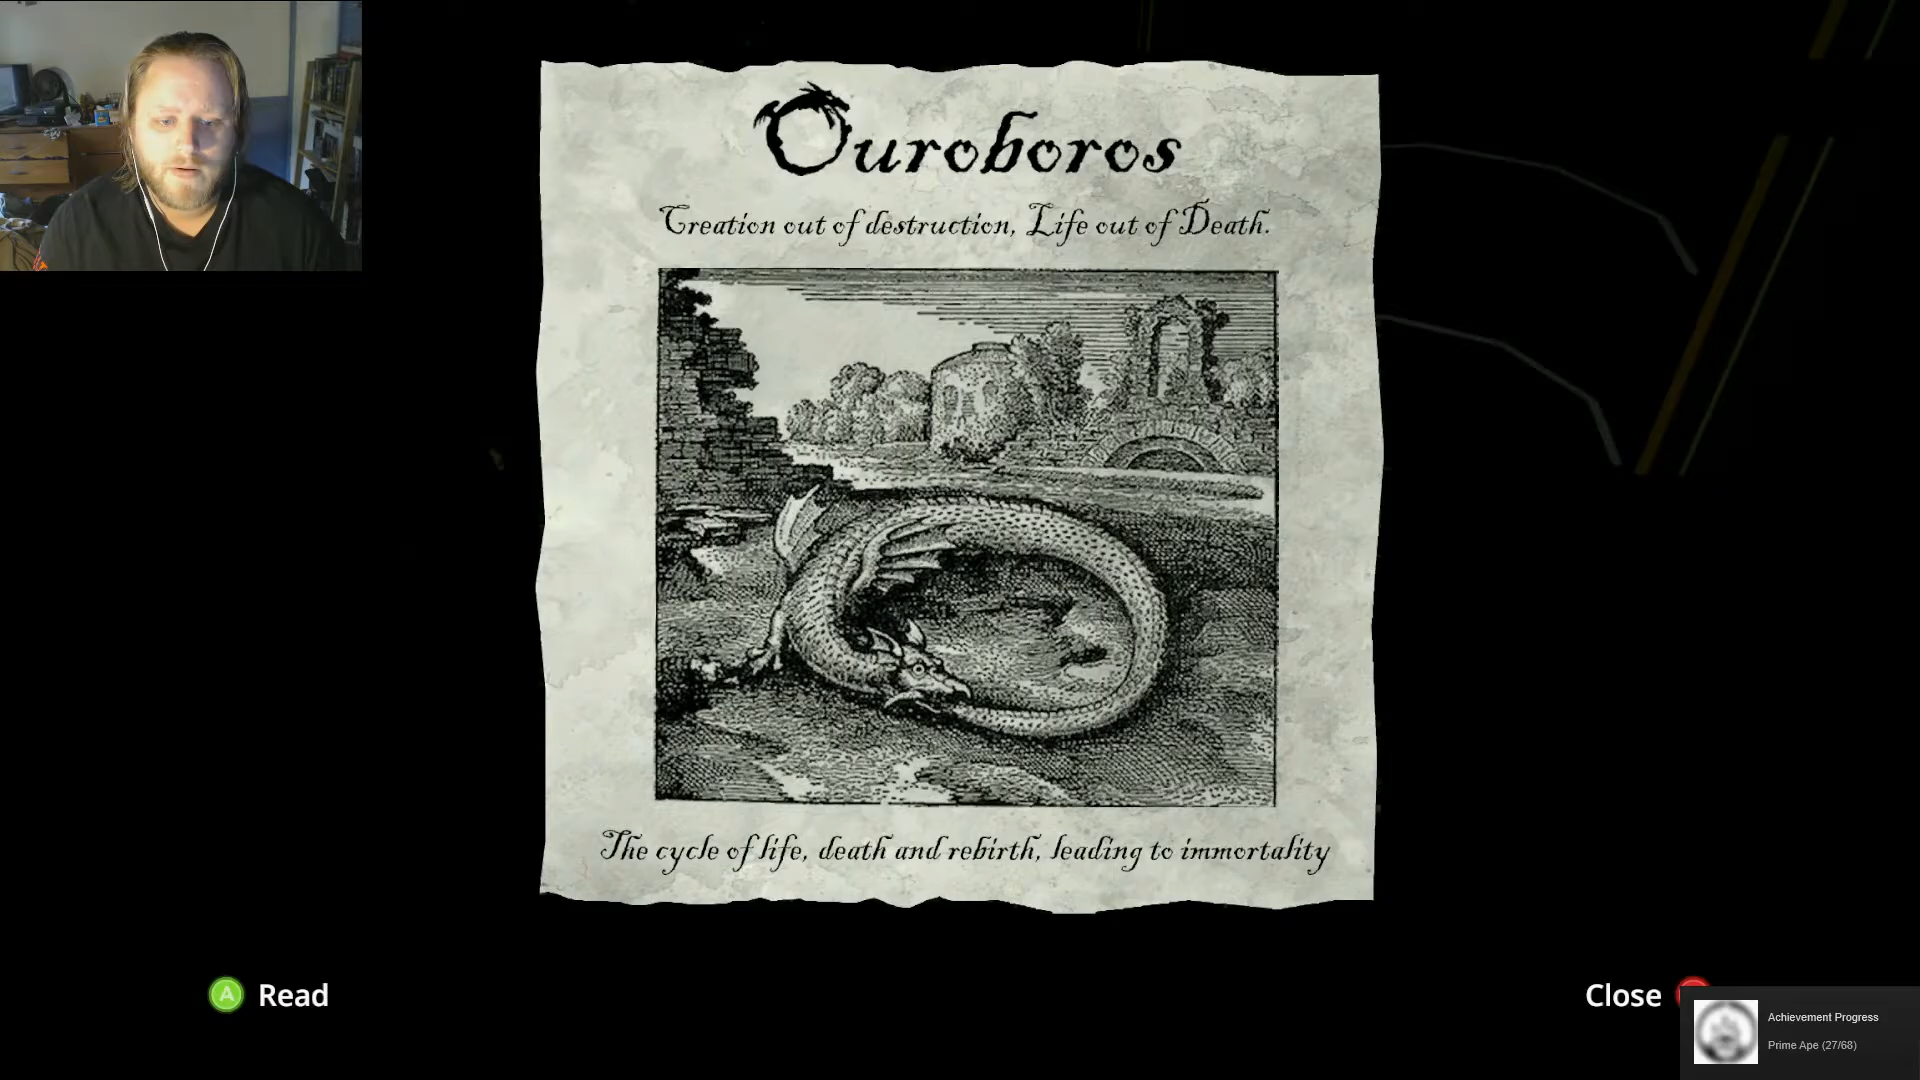 Ouroboros
Creation out of destruction, Life out of Death.
The cycle of life, death and rebirth, leading to immortality
A Read
Close
Achievement Progress
Prime Ape (27/68)